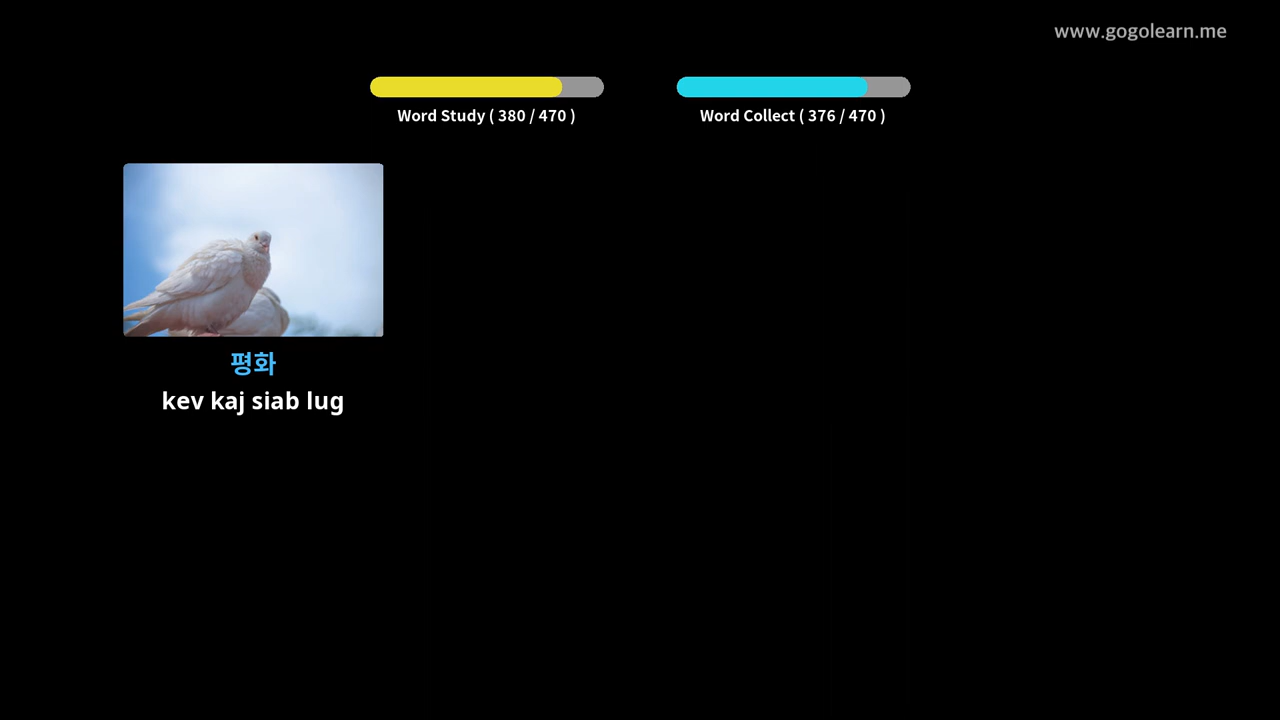 www.gogolearn.me
Word Study ( 380 / 470 )
Word Collect ( 376 / 470 )
평화
kev kaj siab lug